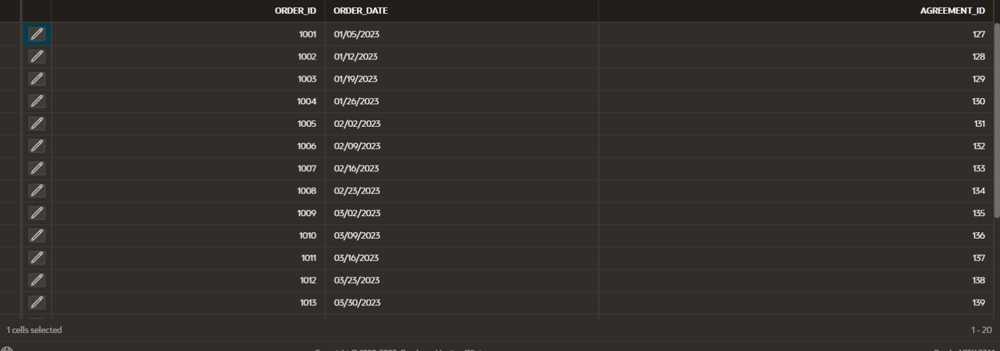 ORDER_ID ORDER_DATE AGREEMENT_ID
1001 01/05/2023 127
1002 01/12/2023 128
1003 01/19/2023 129
1004 01/26/2023 130
1005 02/02/2023 131
1006 02/09/2023 132
1007 02/16/2023 133
1008 02/23/2023 134
1009 03/02/2023 135
1010 03/09/2023 136
1011 03/16/2023 137
1012 03/23/2023 138
1013 03/30/2023 139
1 cells selected 1 - 20